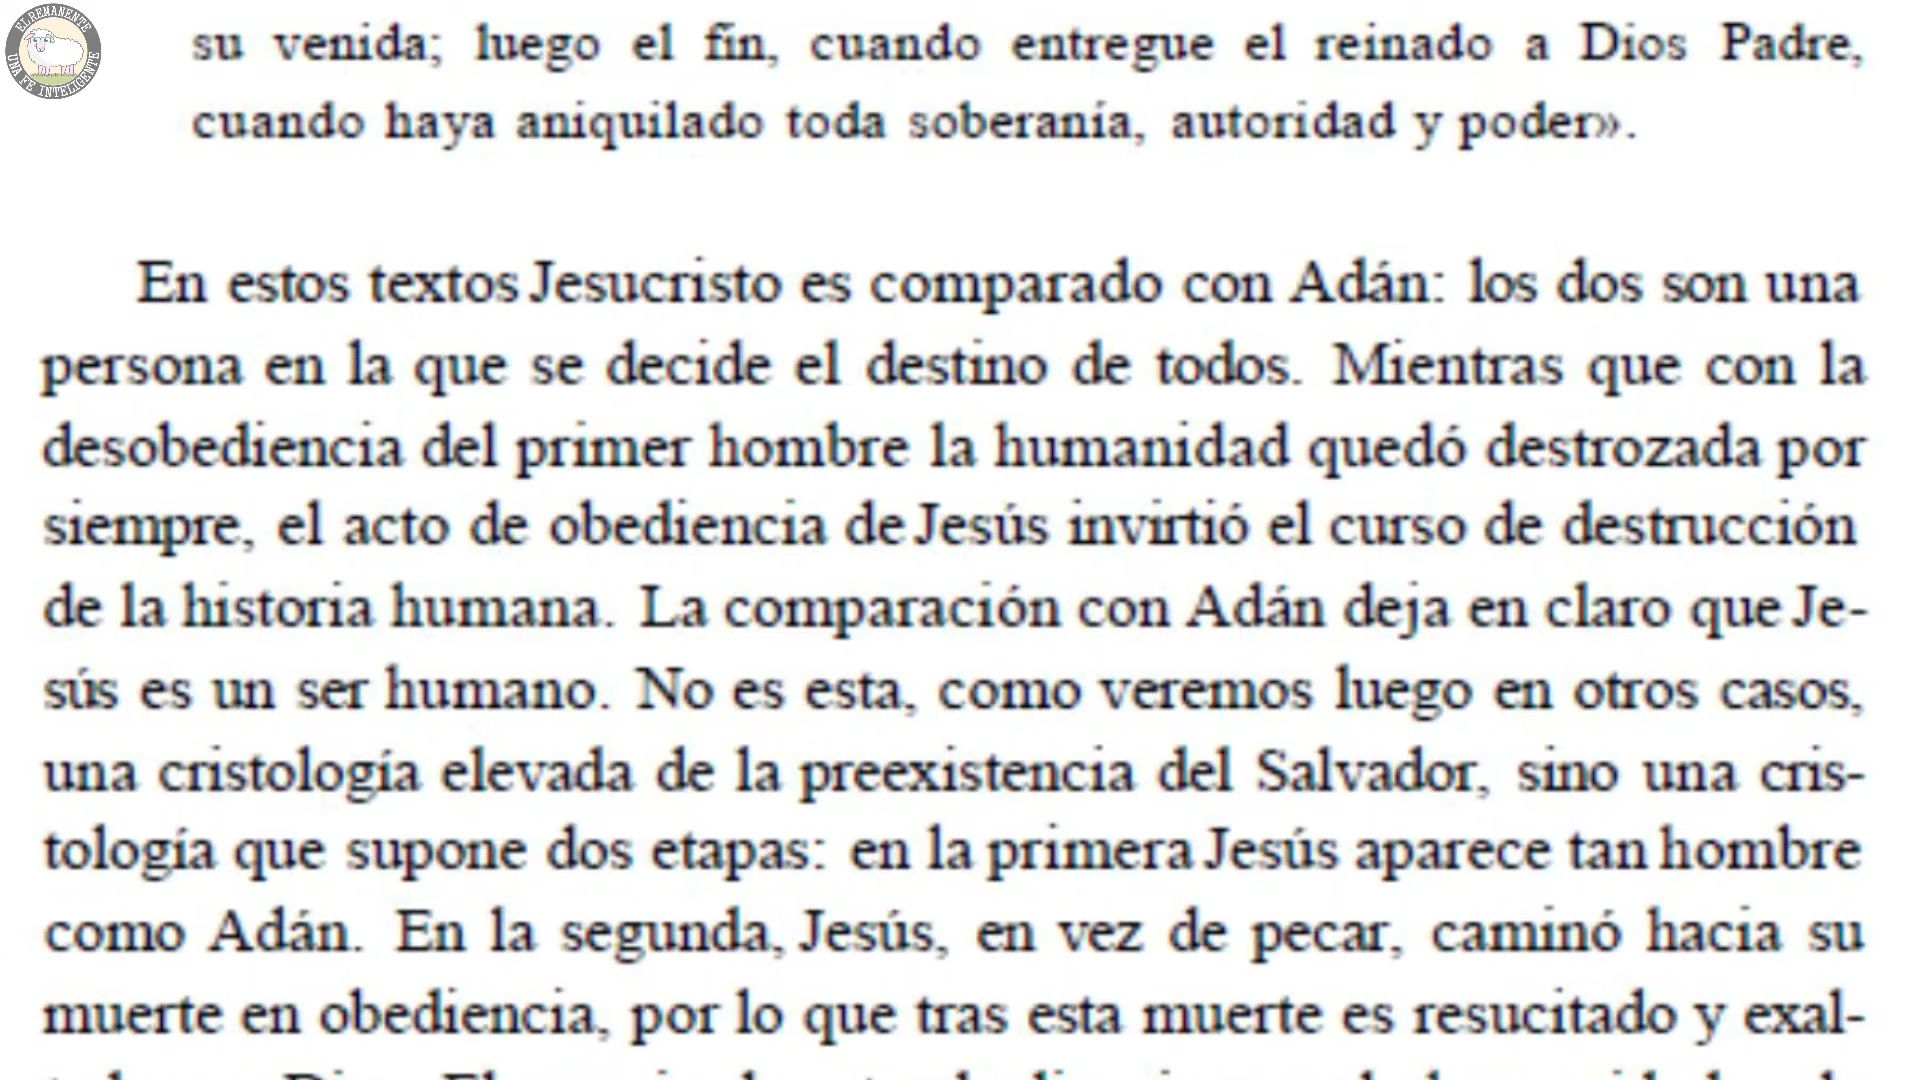 ELREMANENTE
UNA FE INTELIGENTE
su venida; luego el fin, cuando entregue el reinado a Dios Padre,
cuando haya aniquilado toda soberanía, autoridad y poder».
En estos textos Jesucristo es comparado con Adán: los dos son una
persona en la que se decide el destino de todos. Mientras que con la
desobediencia del primer hombre la humanidad quedó destrozada por
siempre, el acto de obediencia de Jesús invirtió el curso de destrucción
de la historia humana. La comparación con Adán deja en claro que Je-
sús es un ser humano. No es esta, como veremos luego en otros casos,
una cristología elevada de la preexistencia del Salvador, sino una cris-
tología que supone dos etapas: en la primera Jesús aparece tan hombre
como Adán. En la segunda, Jesús, en vez de pecar, caminó hacia su
muerte en obediencia, por lo que tras esta muerte es resucitado y exal-